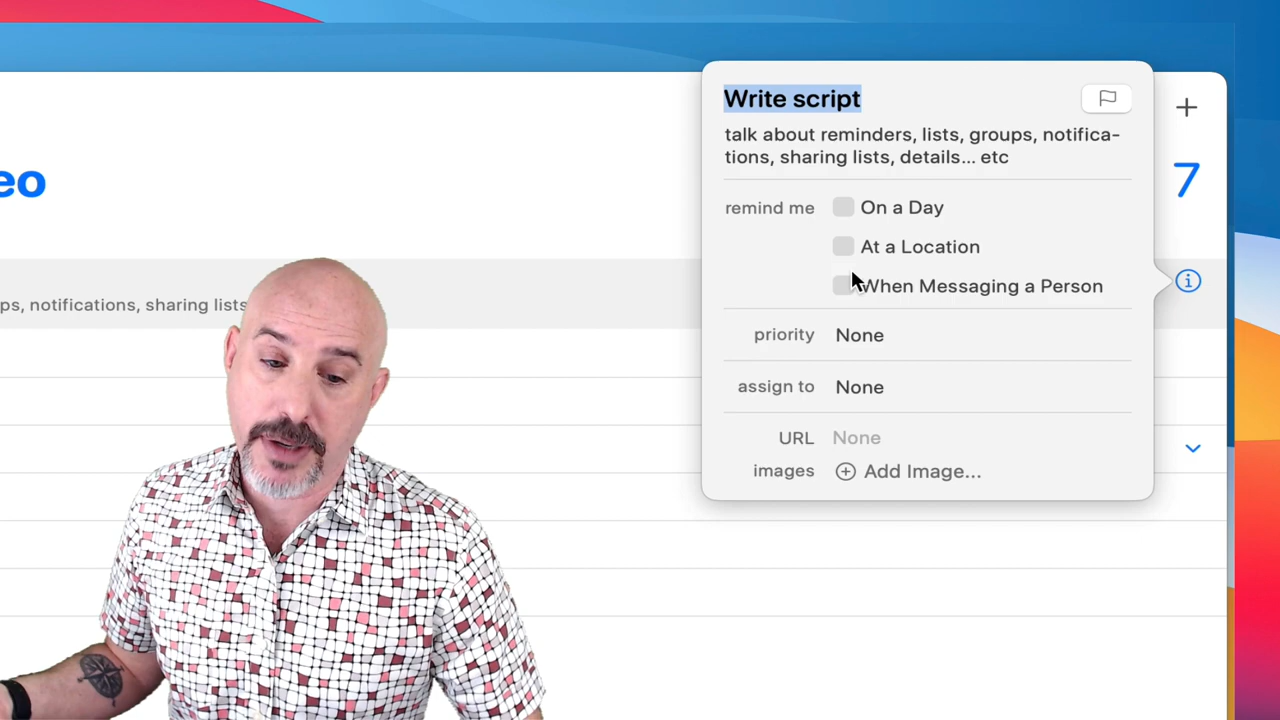 Write script
talk about reminders, lists, groups, notifica-
tions, sharing lists, details... etc
eo
7
remind me On a Day
At a Location
When Messaging a Person
ps, notifications, sharing lists
priority None
assign to None
URL None
images Add Image...